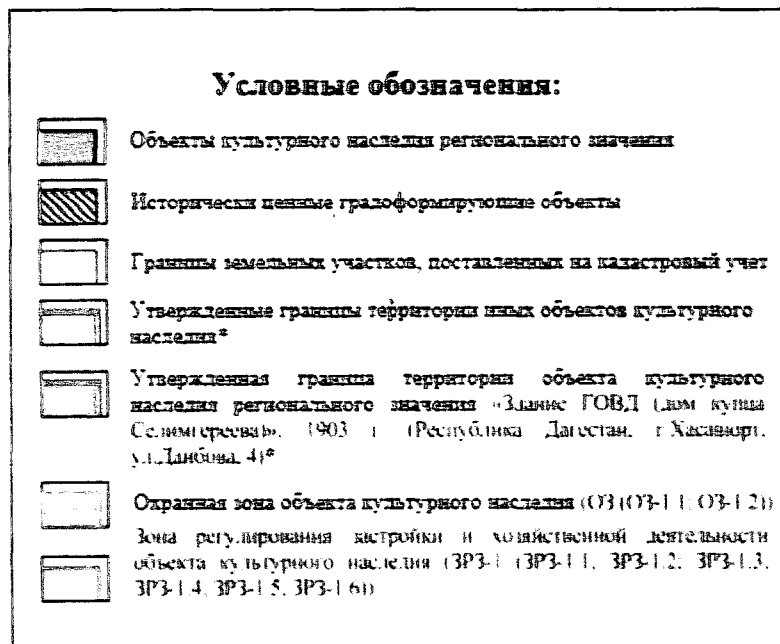 Условные обозначения:
Объекты культурного наследия регионального значения
Исторически ценные градоформирующие объекты
Границы земельных участков, поставленных на кадастровый учет
Утвержденные границы территории иных объектов культурного
наследия*
Утвержденная граница территории объекта культурного
наследия регионального значения «Здание ГОВД (дом купца
Селимгереева)», 1903 г. (Республика Дагестан, г.Хасавюрт,
ул.Даибова, 4)*
Охранная зона объекта культурного наследия (ОЗ (ОЗ-1.1; ОЗ-1.2))
Зона регулирования застройки и хозяйственной деятельности
объекта культурного наследия (ЗРЗ-1 (ЗРЗ-1.1, ЗРЗ-1.2; ЗРЗ-1.3,
ЗРЗ-1.4, ЗРЗ-1.5, ЗРЗ-1.6))